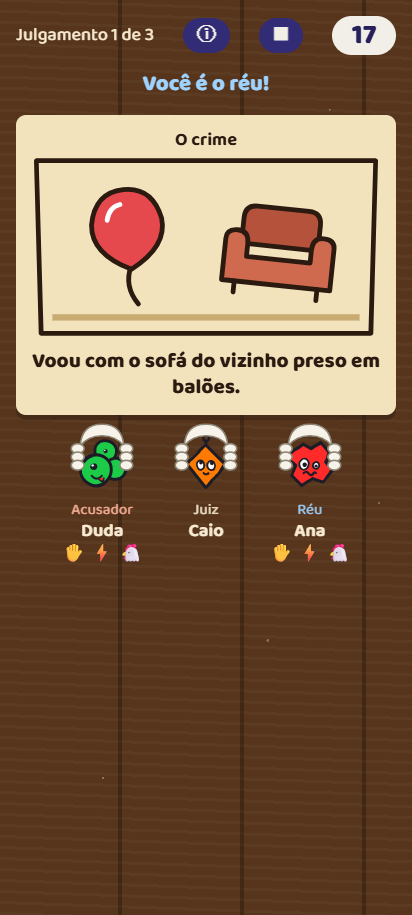 Julgamento 1 de 3
17
Você é o réu!
O crime
Voou com o sofá do vizinho preso em
balões.
Acusador
Juiz
Réu
Duda
Caio
Ana